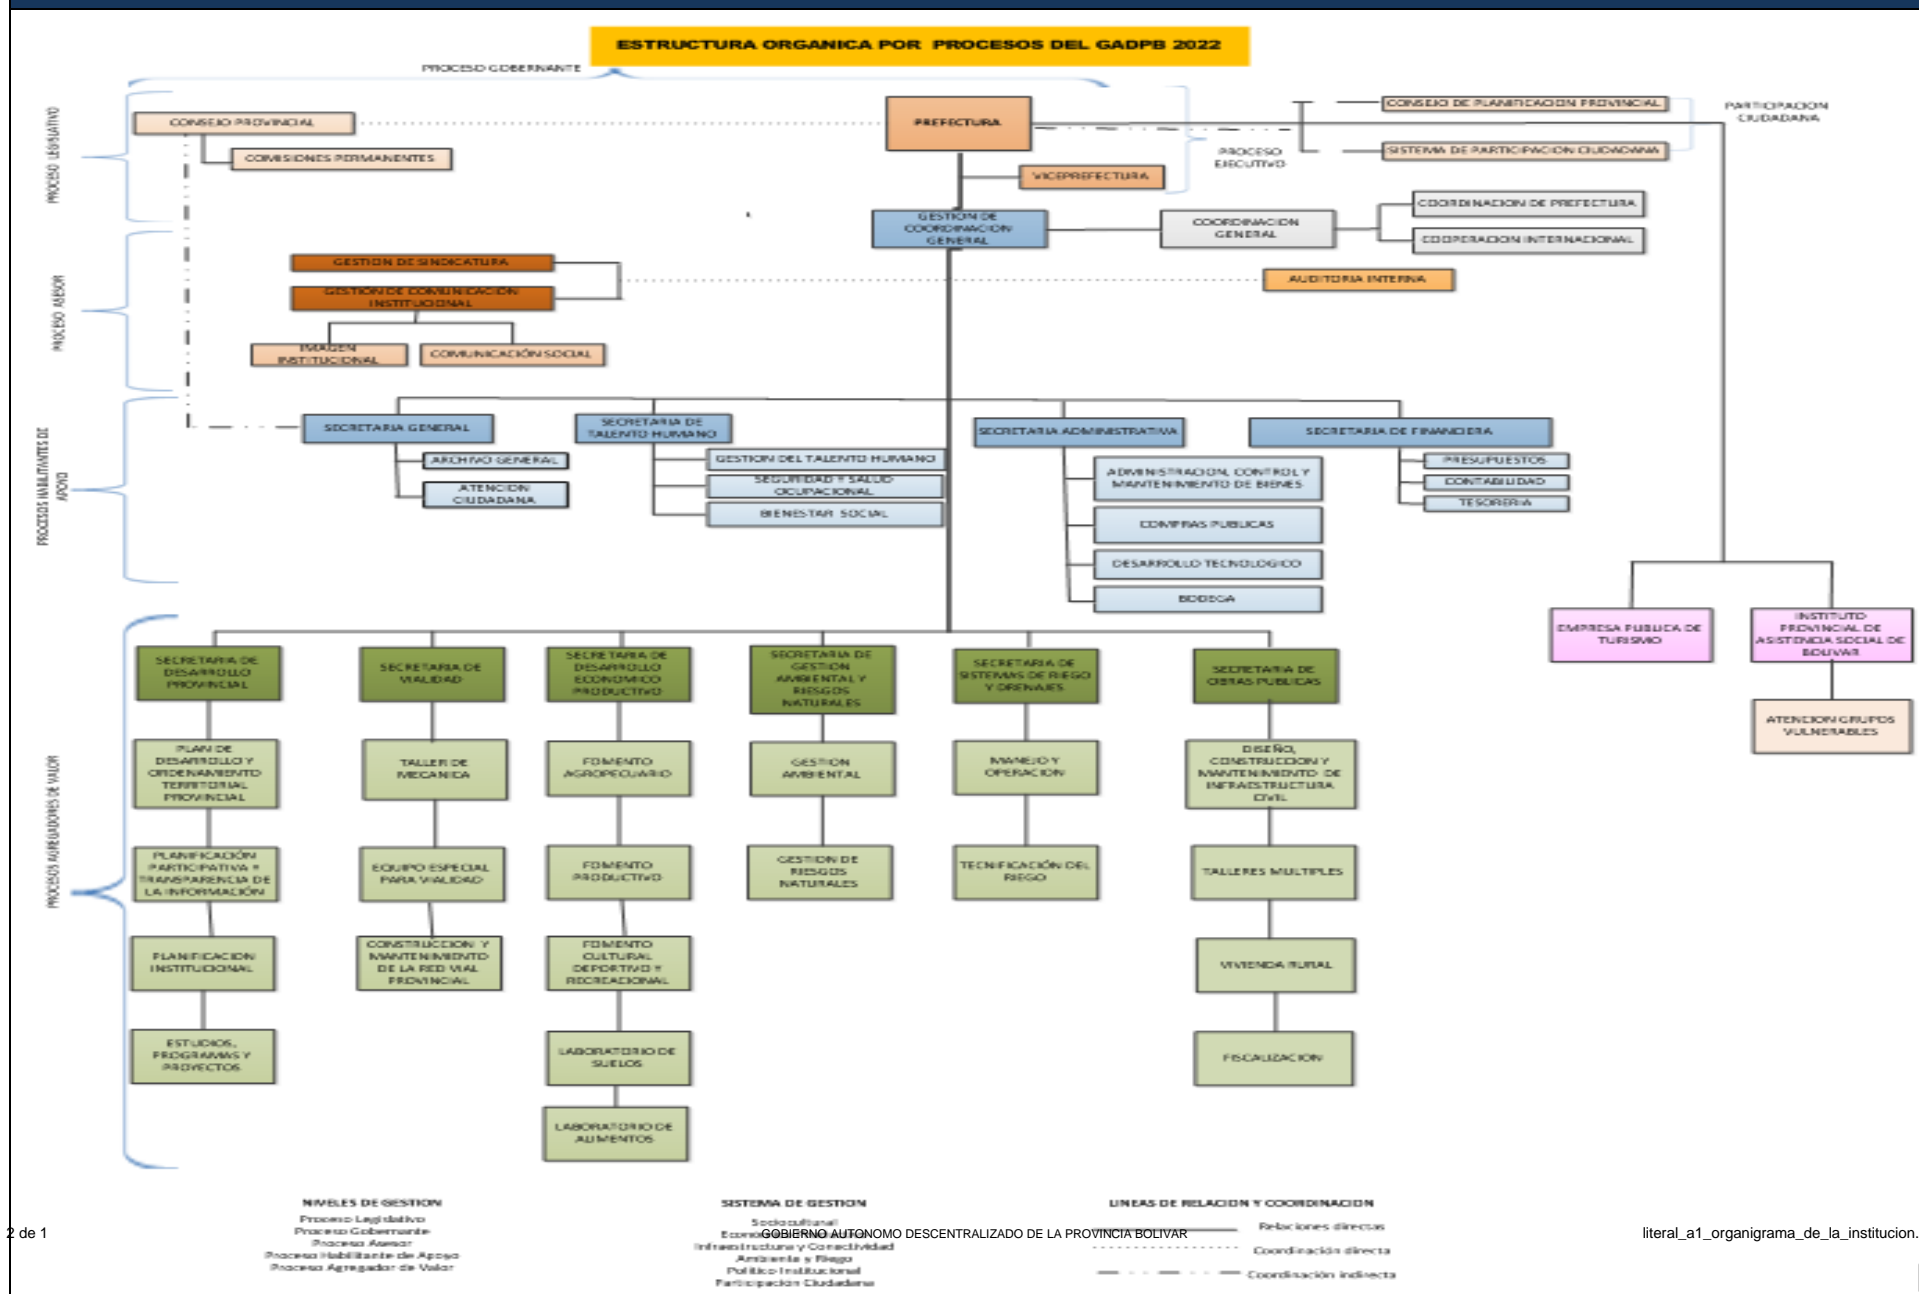 ESTRUCTURA ORGANICA POR PROCESOS DEL GADPB 2022
PROCESO GOBERNANTE
PROCESO LEGISLATIVO
CONSEJO PROVINCIAL
COMISIONES PERMANENTES
PREFECTURA
VICEPREFECTURA
PROCESO
EJECUTIVO
CONSEJO DE PLANIFICACION PROVINCIAL
SISTEMA DE PARTICIPACION CIUDADANA
PARTICIPACION
CIUDADANA
GESTION DE
COORDINACION
GENERAL
COORDINACION
GENERAL
COORDINACION DE PREFECTURA
COOPERACION INTERNACIONAL
PROCESO ASESOR
GESTION DE SINDICATURA
GESTION DE COMUNICACIÓN
INSTITUCIONAL
AUDITORIA INTERNA
IMAGEN
INSTITUCIONAL
COMUNICACIÓN SOCIAL
PROCESOS HABILITANTES DE
APOYO
SECRETARIA GENERAL
ARCHIVO GENERAL
ATENCION
CIUDADANA
SECRETARIA DE
TALENTO HUMANO
GESTION DEL TALENTO HUMANO
SEGURIDAD Y SALUD
OCUPACIONAL
BIENESTAR SOCIAL
SECRETARIA ADMINISTRATIVA
ADMINISTRACION, CONTROL Y
MANTENIMIENTO DE BIENES
COMPRAS PUBLICAS
DESARROLLO TECNOLOGICO
BODEGA
SECRETARIA DE FINANCIERA
PRESUPUESTOS
CONTABILIDAD
TESORERIA
EMPRESA PUBLICA DE
TURISMO
INSTITUTO
PROVINCIAL DE
ASISTENCIA SOCIAL DE
BOLIVAR
ATENCION GRUPOS
VULNERABLES
PROCESOS AGREGADORES DE VALOR
SECRETARIA DE
DESARROLLO
PROVINCIAL
PLAN DE
DESARROLLO Y
ORDENAMIENTO
TERRITORIAL
PROVINCIAL
PLANIFICACIÓN
PARTICIPATIVA Y
TRANSPARENCIA DE
LA INFORMACIÓN
PLANIFICACION
INSTITUCIONAL
ESTUDIOS,
PROGRAMAS Y
PROYECTOS
SECRETARIA DE
VIALIDAD
TALLER DE
MECANICA
EQUIPO ESPECIAL
PARA VIALIDAD
CONSTRUCCION Y
MANTENIMIENTO
DE LA RED VIAL
PROVINCIAL
SECRETARIA DE
DESARROLLO
ECONOMICO
PRODUCTIVO
FOMENTO
AGROPECUARIO
FOMENTO
PRODUCTIVO
FOMENTO
CULTURAL
DEPORTIVO Y
RECREACIONAL
LABORATORIO DE
SUELOS
LABORATORIO DE
ALIMENTOS
SECRETARIA DE
GESTION
AMBIENTAL Y
RIESGOS
NATURALES
GESTION
AMBIENTAL
GESTION DE
RIESGOS
NATURALES
SECRETARIA DE
SISTEMAS DE RIEGO
Y DRENAJES
MANEJO Y
OPERACION
TECNIFICACIÓN DEL
RIEGO
SECRETARIA DE
OBRAS PUBLICAS
DISEÑO,
CONSTRUCCION Y
MANTENIMIENTO DE
INFRAESTRUCTURA
CIVIL
TALLERES MULTIPLES
VIVIENDA RURAL
FISCALIZACION
NIVELES DE GESTION
Proceso Legislativo
Proceso Gobernante
Proceso Asesor
Proceso Habilitante de Apoyo
Proceso Agregador de Valor
SISTEMA DE GESTION
Sociocultural
Infraestructura y Conectividad
Ambiente y Riego
Político Institucional
Participación Ciudadana
LINEAS DE RELACION Y COORDINACION
Relaciones directas
Coordinación directa
Coordinación indirecta
2 de 1
GOBIERNO AUTONOMO DESCENTRALIZADO DE LA PROVINCIA BOLIVAR
literal_a1_organigrama_de_la_institucion.